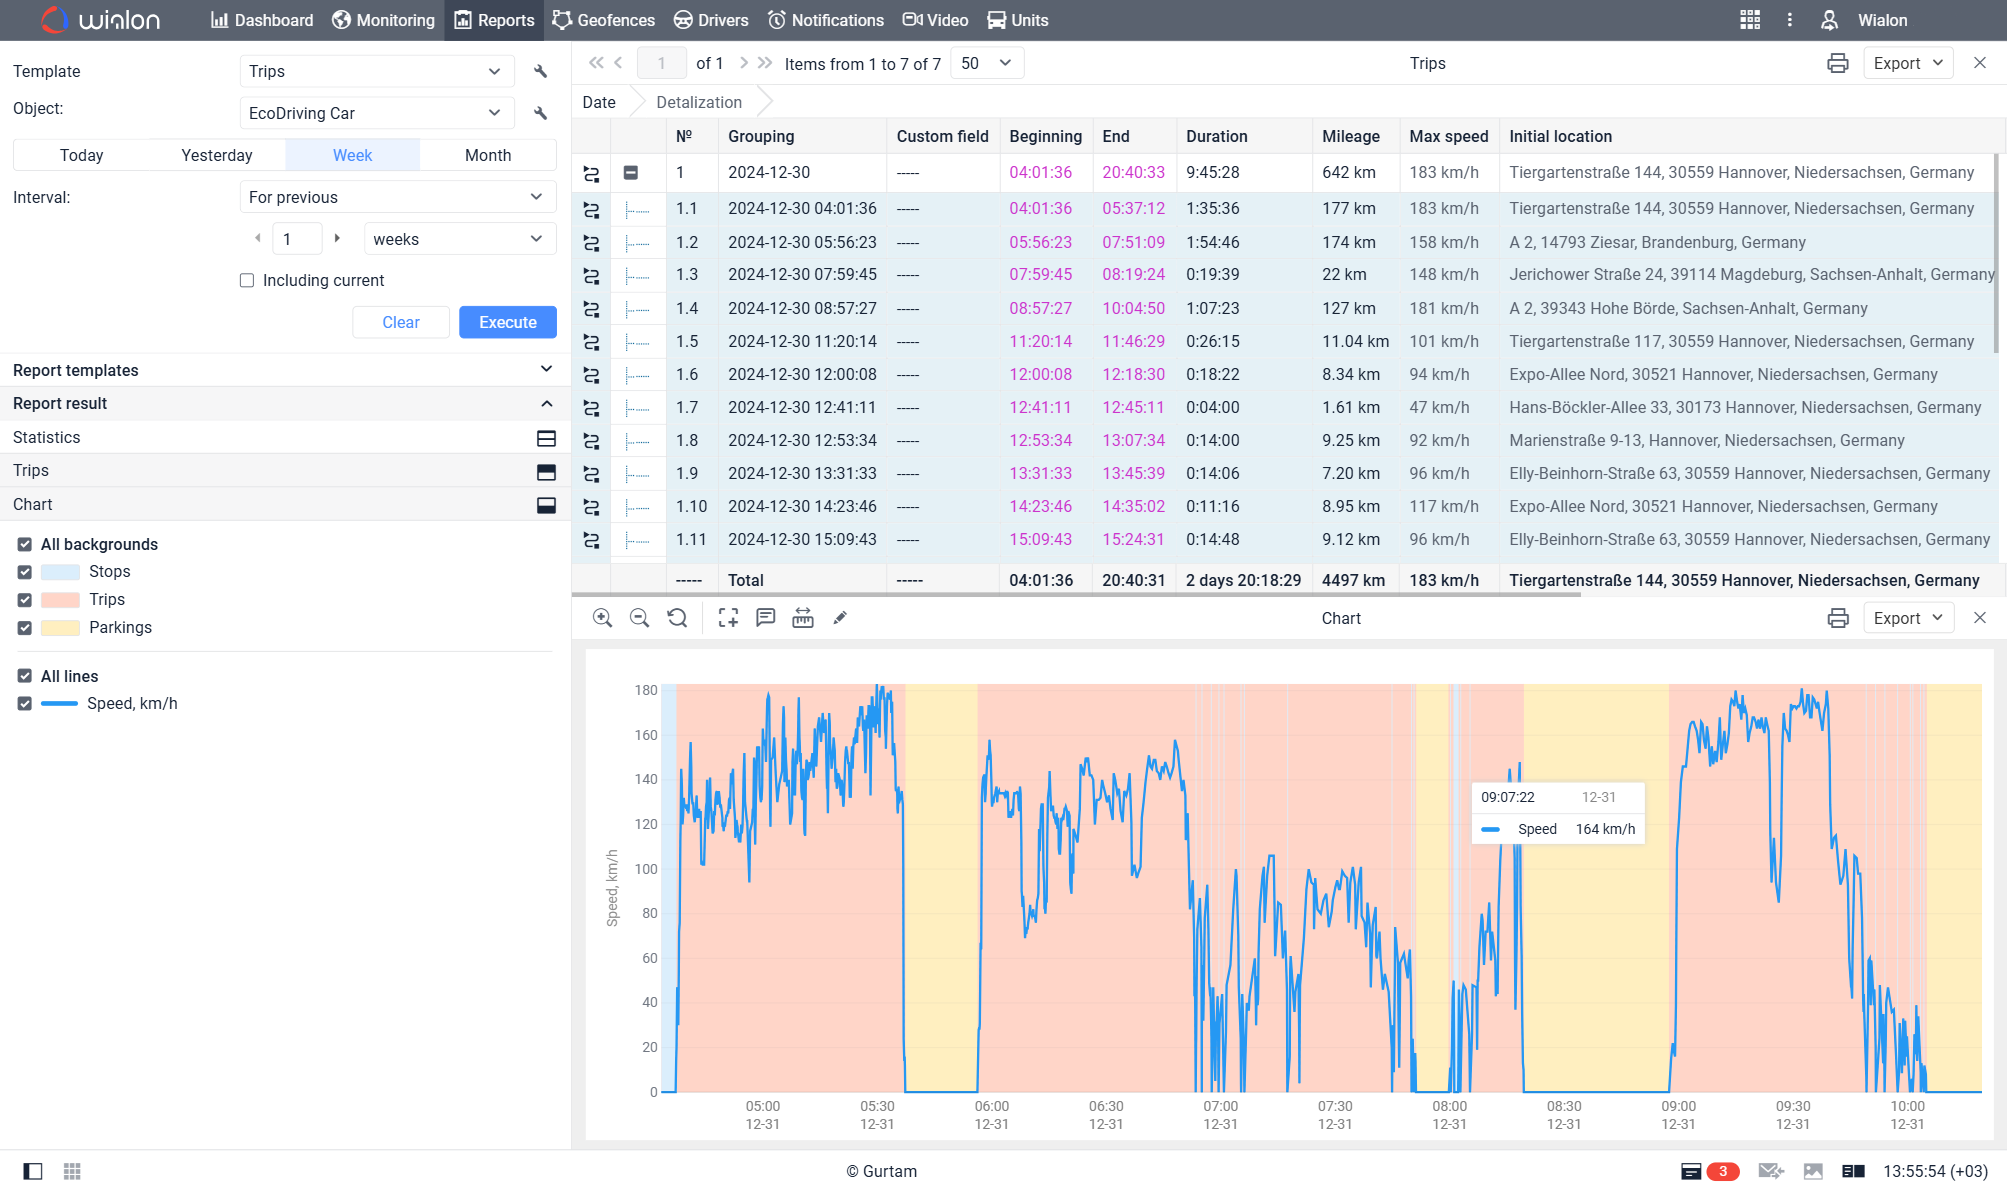 wialon Dashboard Monitoring Reports Geofences Drivers Notifications Video Units Wialon
Template Trips
Object: EcoDriving Car
Today Yesterday Week Month
Interval: For previous
1 weeks
Including current
Clear Execute
Report templates
Report result
Statistics
Trips
Chart
All backgrounds
Stops
Trips
Parkings
All lines
Speed, km/h
1 of 1 Items from 1 to 7 of 7 50 Trips Export
Date Detalization
№ Grouping Custom field Beginning End Duration Mileage Max speed Initial location
1 2024-12-30 ----- 04:01:36 20:40:33 9:45:28 642 km 183 km/h Tiergartenstraße 144, 30559 Hannover, Niedersachsen, Germany
1.1 2024-12-30 04:01:36 ----- 04:01:36 05:37:12 1:35:36 177 km 183 km/h Tiergartenstraße 144, 30559 Hannover, Niedersachsen, Germany
1.2 2024-12-30 05:56:23 ----- 05:56:23 07:51:09 1:54:46 174 km 158 km/h A 2, 14793 Ziesar, Brandenburg, Germany
1.3 2024-12-30 07:59:45 ----- 07:59:45 08:19:24 0:19:39 22 km 148 km/h Jerichower Straße 24, 39114 Magdeburg, Sachsen-Anhalt, Germany
1.4 2024-12-30 08:57:27 ----- 08:57:27 10:04:50 1:07:23 127 km 181 km/h A 2, 39343 Hohe Börde, Sachsen-Anhalt, Germany
1.5 2024-12-30 11:20:14 ----- 11:20:14 11:46:29 0:26:15 11.04 km 101 km/h Tiergartenstraße 117, 30559 Hannover, Niedersachsen, Germany
1.6 2024-12-30 12:00:08 ----- 12:00:08 12:18:30 0:18:22 8.34 km 94 km/h Expo-Allee Nord, 30521 Hannover, Niedersachsen, Germany
1.7 2024-12-30 12:41:11 ----- 12:41:11 12:45:11 0:04:00 1.61 km 47 km/h Hans-Böckler-Allee 33, 30173 Hannover, Niedersachsen, Germany
1.8 2024-12-30 12:53:34 ----- 12:53:34 13:07:34 0:14:00 9.25 km 92 km/h Marienstraße 9-13, Hannover, Niedersachsen, Germany
1.9 2024-12-30 13:31:33 ----- 13:31:33 13:45:39 0:14:06 7.20 km 96 km/h Elly-Beinhorn-Straße 63, 30559 Hannover, Niedersachsen, Germany
1.10 2024-12-30 14:23:46 ----- 14:23:46 14:35:02 0:11:16 8.95 km 117 km/h Expo-Allee Nord, 30521 Hannover, Niedersachsen, Germany
1.11 2024-12-30 15:09:43 ----- 15:09:43 15:24:31 0:14:48 9.12 km 96 km/h Elly-Beinhorn-Straße 63, 30559 Hannover, Niedersachsen, Germany
----- Total ----- 04:01:36 20:40:31 2 days 20:18:29 4497 km 183 km/h Tiergartenstraße 144, 30559 Hannover, Niedersachsen, Germany
Chart Export
180
160
140
120
100
80
60
40
20
0
Speed, km/h
09:07:22 12-31
Speed 164 km/h
05:00 05:30 06:00 06:30 07:00 07:30 08:00 08:30 09:00 09:30 10:00
12-31 12-31 12-31 12-31 12-31 12-31 12-31 12-31 12-31 12-31 12-31
© Gurtam 3 13:55:54 (+03)